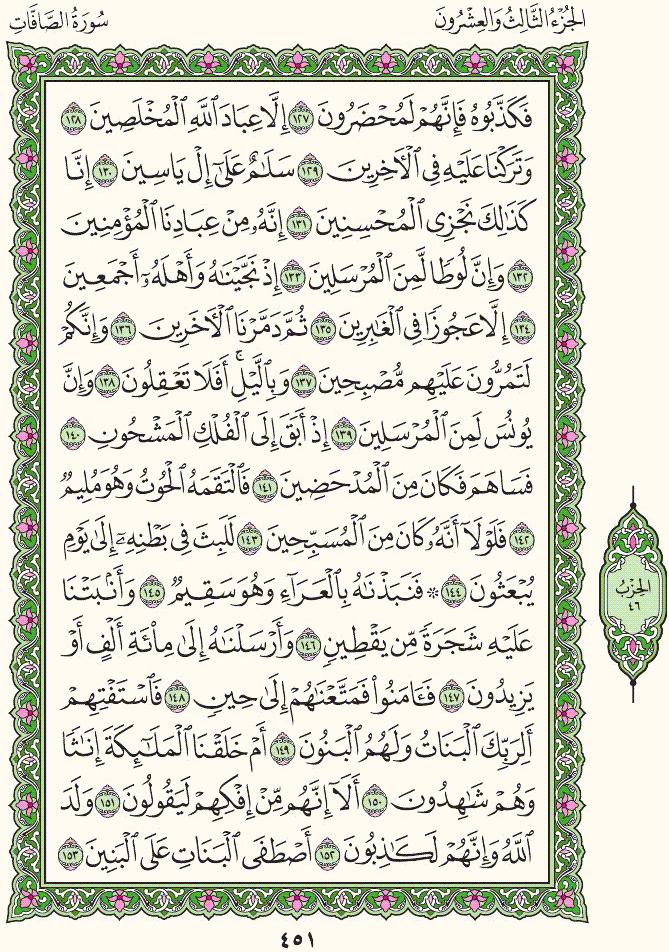 الجُزْءُ الثَّالِثُ وَالعِشْرُونَ
سُورَةُ الصَّافَّاتِ
فَكَذَّبُوهُ فَإِنَّهُمْ لَمُحْضَرُونَ ١٢٧ إِلَّا عِبَادَ ٱللَّهِ ٱلْمُخْلَصِينَ ١٢٨
وَتَرَكْنَا عَلَيْهِ فِى ٱلْأَخِرِينَ ١٢٩ سَلَٰمٌ عَلَىٰٓ إِلْ يَاسِينَ ١٣٠ إِنَّا
كَذَٰلِكَ نَجْزِى ٱلْمُحْسِنِينَ ١٣١ إِنَّهُۥ مِنْ عِبَادِنَا ٱلْمُؤْمِنِينَ
١٣٢ وَإِنَّ لُوطًا لَّمِنَ ٱلْمُرْسَلِينَ ١٣٣ إِذْ نَجَّيْنَٰهُ وَأَهْلَهُۥٓ أَجْمَعِينَ
١٣٤ إِلَّا عَجُوزًا فِى ٱلْغَٰبِرِينَ ١٣٥ ثُمَّ دَمَّرْنَا ٱلْأَخَرِينَ ١٣٦ وَإِنَّكُمْ
لَتَمُرُّونَ عَلَيْهِم مُّصْبِحِينَ ١٣٧ وَبِٱلَّيْلِ ۗ أَفَلَا تَعْقِلُونَ ١٣٨ وَإِنَّ
يُونُسَ لَمِنَ ٱلْمُرْسَلِينَ ١٣٩ إِذْ أَبَقَ إِلَى ٱلْفُلْكِ ٱلْمَشْحُونِ ١٤٠
فَسَاهَمَ فَكَانَ مِنَ ٱلْمُدْحَضِينَ ١٤١ فَٱلْتَقَمَهُ ٱلْحُوتُ وَهُوَ مُلِيمٌ
١٤٢ فَلَوْلَآ أَنَّهُۥ كَانَ مِنَ ٱلْمُسَبِّحِينَ ١٤٣ لَلَبِثَ فِى بَطْنِهِۦٓ إِلَىٰ يَوْمِ
يُبْعَثُونَ ١٤٤ ۞ فَنَبَذْنَٰهُ بِٱلْعَرَآءِ وَهُوَ سَقِيمٌ ١٤٥ وَأَنۢبَتْنَا
عَلَيْهِ شَجَرَةً مِّن يَقْطِينٍ ١٤٦ وَأَرْسَلْنَٰهُ إِلَىٰ مِا۟ئَةِ أَلْفٍ أَوْ
يَزِيدُونَ ١٤٧ فَـَٔامَنُوا۟ فَمَتَّعْنَٰهُمْ إِلَىٰ حِينٍ ١٤٨ فَٱسْتَفْتِهِمْ
أَلِرَبِّكَ ٱلْبَنَاتُ وَلَهُمُ ٱلْبَنُونَ ١٤٩ أَمْ خَلَقْنَا ٱلْمَلَٰٓئِكَةَ إِنَٰثًا
وَهُمْ شَٰهِدُونَ ١٥٠ أَلَآ إِنَّهُم مِّنْ إِفْكِهِمْ لَيَقُولُونَ ١٥١ وَلَدَ
ٱللَّهُ وَإِنَّهُمْ لَكَٰذِبُونَ ١٥٢ أَصْطَفَى ٱلْبَنَاتِ عَلَى ٱلْبَنِينَ ١٥٣
الحِزْبُ
٤٦
٤٥١